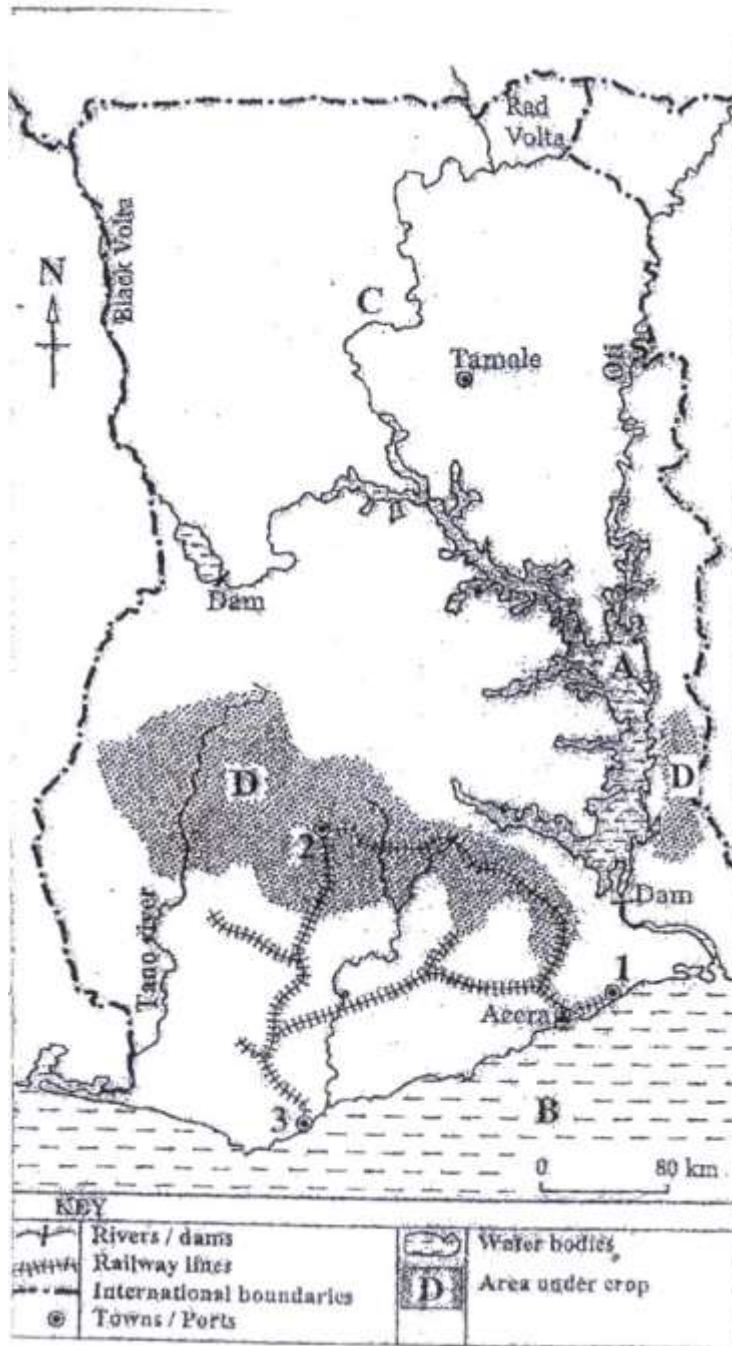 Rad
Volta
Black Volta
N
C
Tamale
Oti
Dam
A
D
D
2
Dam
Tano river
1
Accra
B
3
0 80 km
KEY
Rivers / dams
Railway lines
International boundaries
Towns / Ports
Water bodies
D
Area under crop